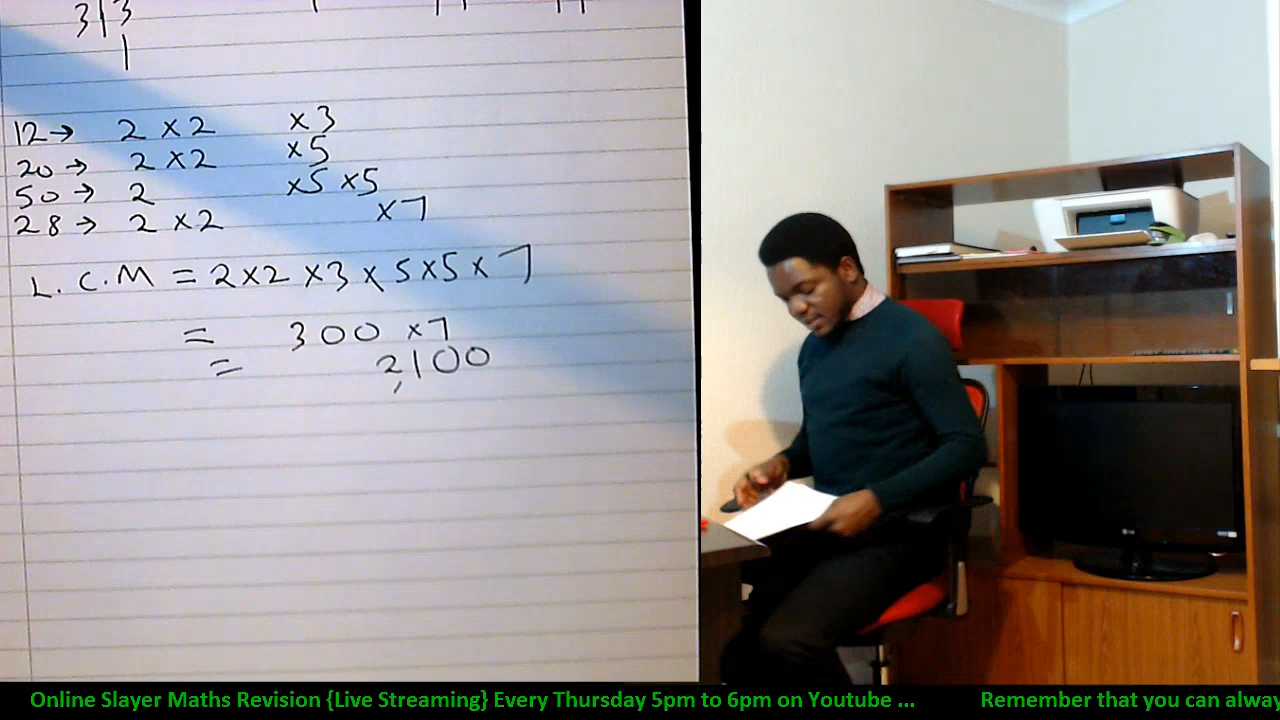 3 | 3
1
12 → 2 × 2 × 3
20 → 2 × 2 × 5
50 → 2 × 5 × 5
28 → 2 × 2 × 7
L.C.M = 2×2×3×5×5×7
= 300 ×7
= 2,100
LG
Online Slayer Maths Revision {Live Streaming} Every Thursday 5pm to 6pm on Youtube ... Remember that you can alway